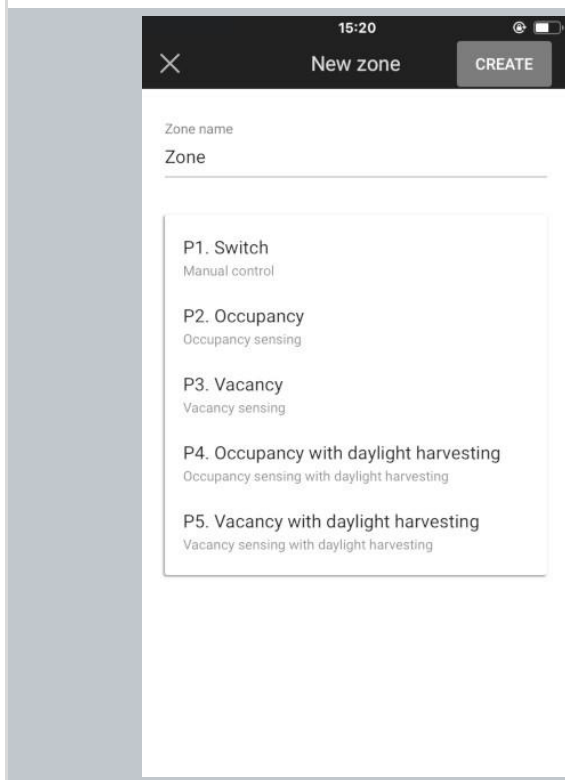 15:20
New zone
CREATE
Zone name
Zone
P1. Switch
Manual control
P2. Occupancy
Occupancy sensing
P3. Vacancy
Vacancy sensing
P4. Occupancy with daylight harvesting
Occupancy sensing with daylight harvesting
P5. Vacancy with daylight harvesting
Vacancy sensing with daylight harvesting